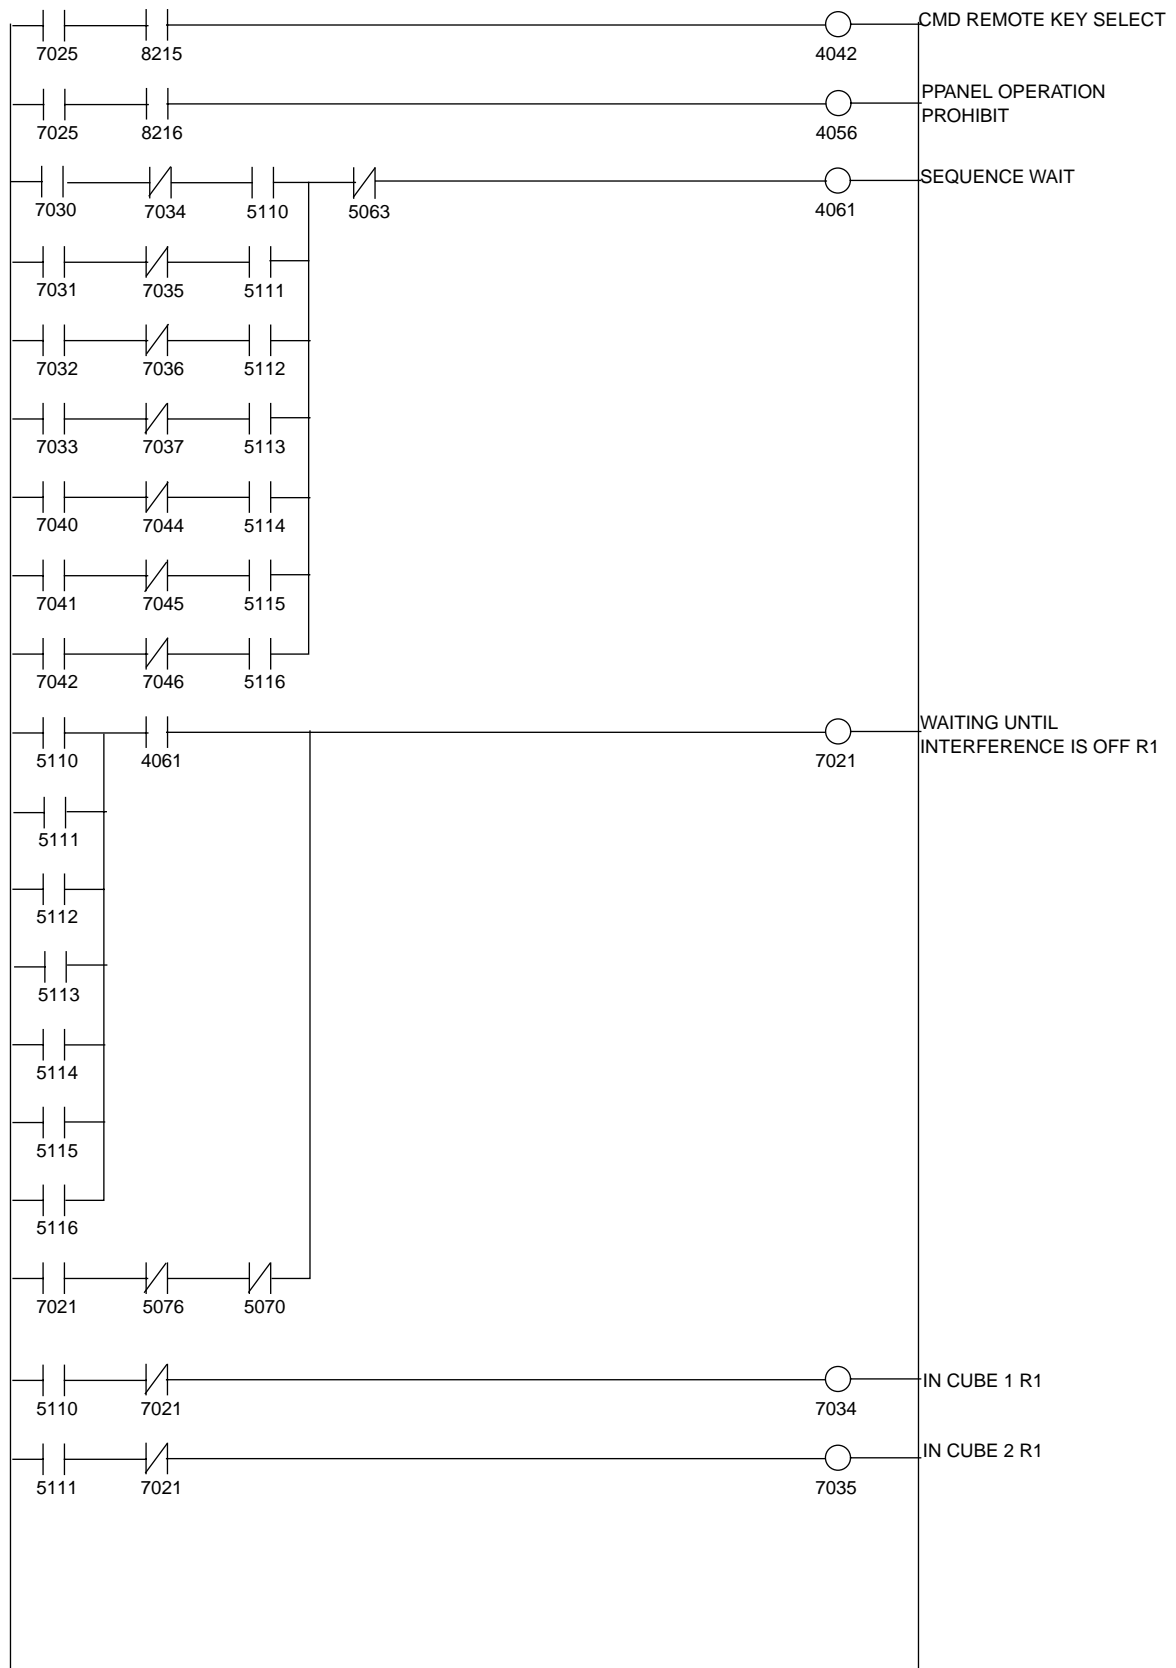 CMD REMOTE KEY SELECT
7025 8215 4042
PPANEL OPERATION
PROHIBIT
7025 8216 4056
SEQUENCE WAIT
7030 7034 5110 5063 4061
7031 7035 5111
7032 7036 5112
7033 7037 5113
7040 7044 5114
7041 7045 5115
7042 7046 5116
WAITING UNTIL
INTERFERENCE IS OFF R1
5110 4061 7021
5111
5112
5113
5114
5115
5116
7021 5076 5070
IN CUBE 1 R1
5110 7021 7034
IN CUBE 2 R1
5111 7021 7035